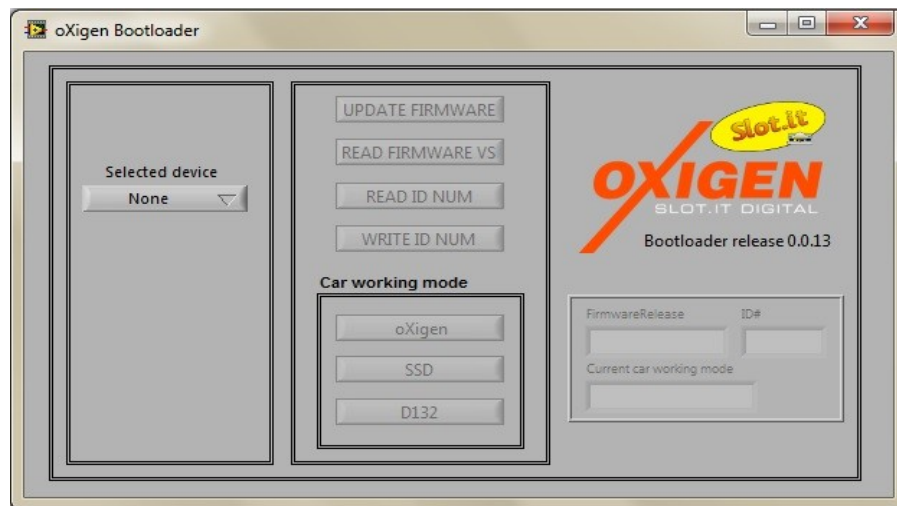 oXigen Bootloader
Selected device
None
UPDATE FIRMWARE
READ FIRMWARE VS
READ ID NUM
WRITE ID NUM
Car working mode
oXigen
SSD
D132
Slot.it
OXIGEN
SLOT.IT DIGITAL
Bootloader release 0.0.13
FirmwareRelease
ID#
Current car working mode